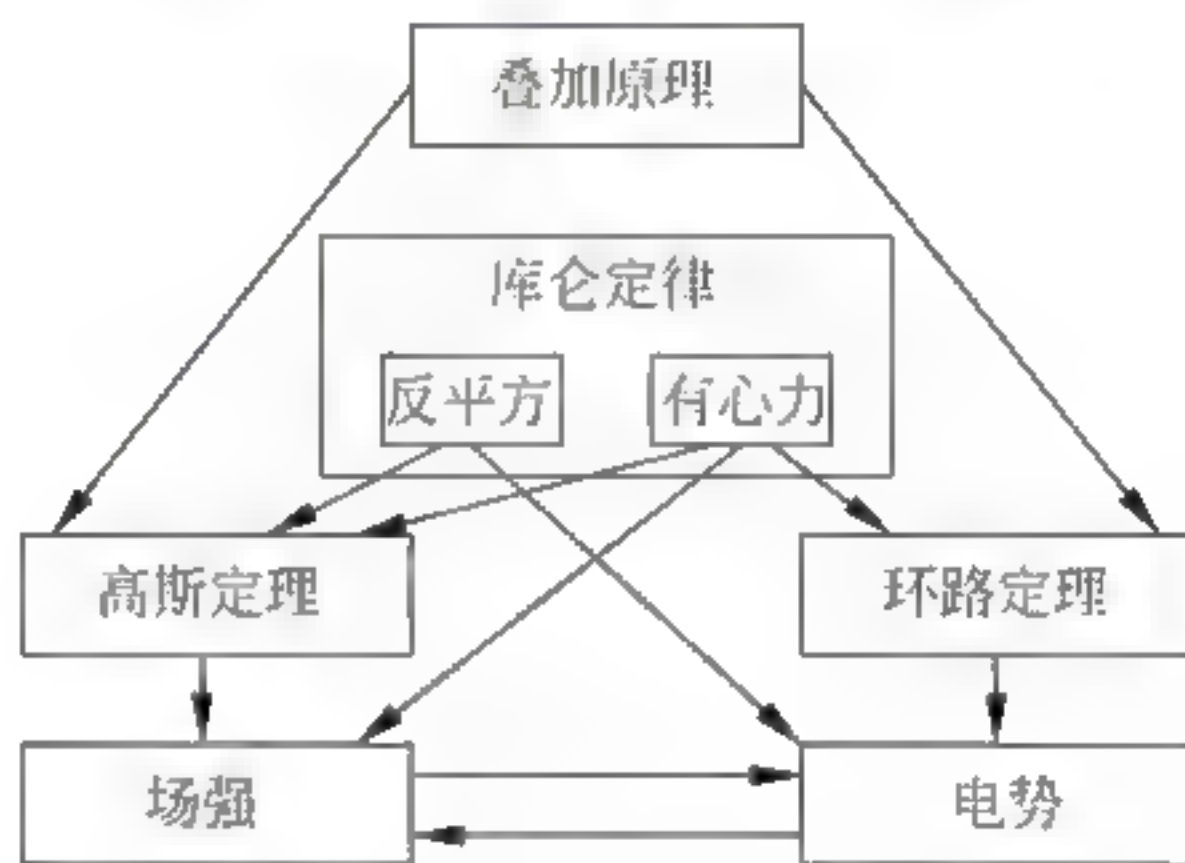 叠加原理
库仑定律
反平方
有心力
高斯定理
环路定理
场强
电势